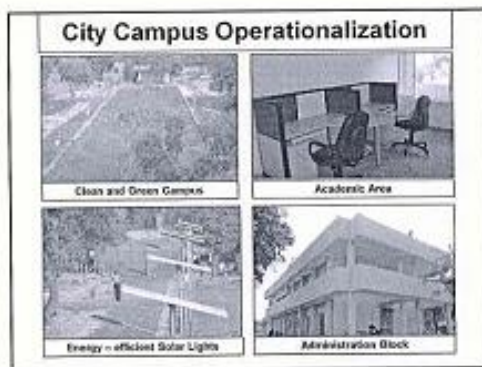 City Campus Operationalization
Clean and Green Campus
Academic Area
Energy - efficient Solar Lights
Administration Block